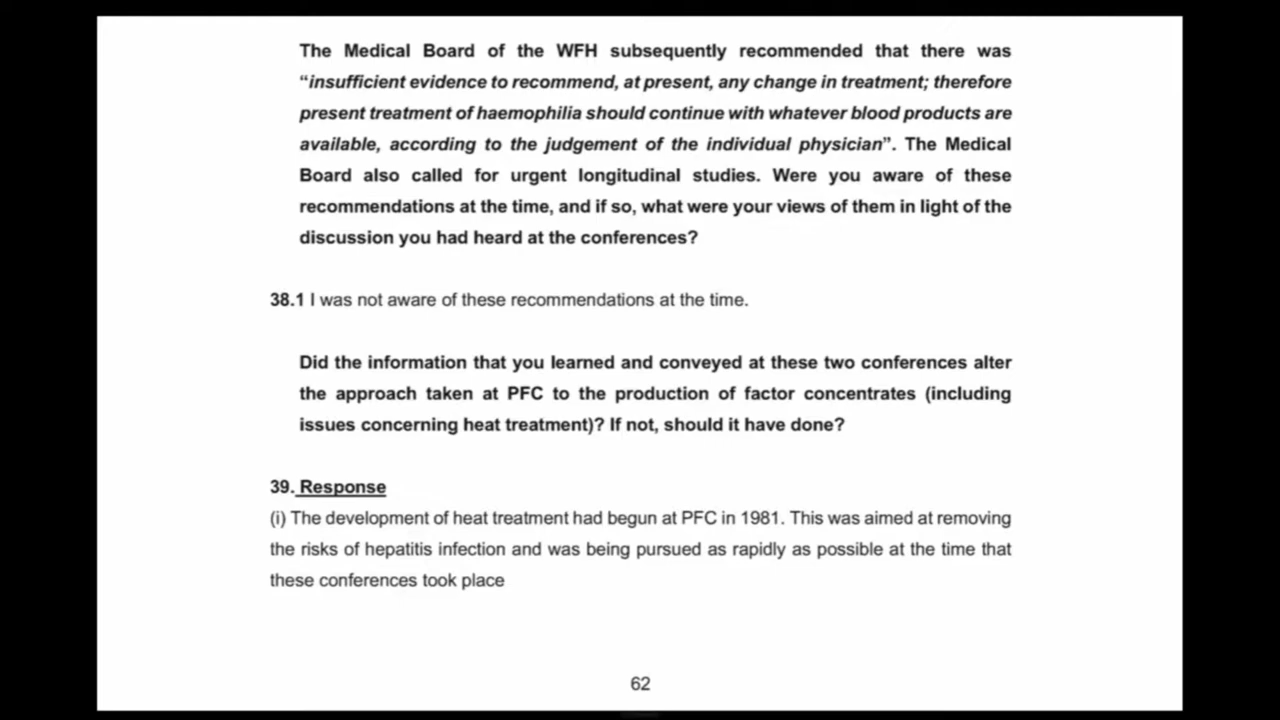 The Medical Board of the WFH subsequently recommended that there was
“insufficient evidence to recommend, at present, any change in treatment; therefore
present treatment of haemophilia should continue with whatever blood products are
available, according to the judgement of the individual physician”. The Medical
Board also called for urgent longitudinal studies. Were you aware of these
recommendations at the time, and if so, what were your views of them in light of the
discussion you had heard at the conferences?
38.1 I was not aware of these recommendations at the time.
Did the information that you learned and conveyed at these two conferences alter
the approach taken at PFC to the production of factor concentrates (including
issues concerning heat treatment)? If not, should it have done?
39. Response
(i) The development of heat treatment had begun at PFC in 1981. This was aimed at removing
the risks of hepatitis infection and was being pursued as rapidly as possible at the time that
these conferences took place
62